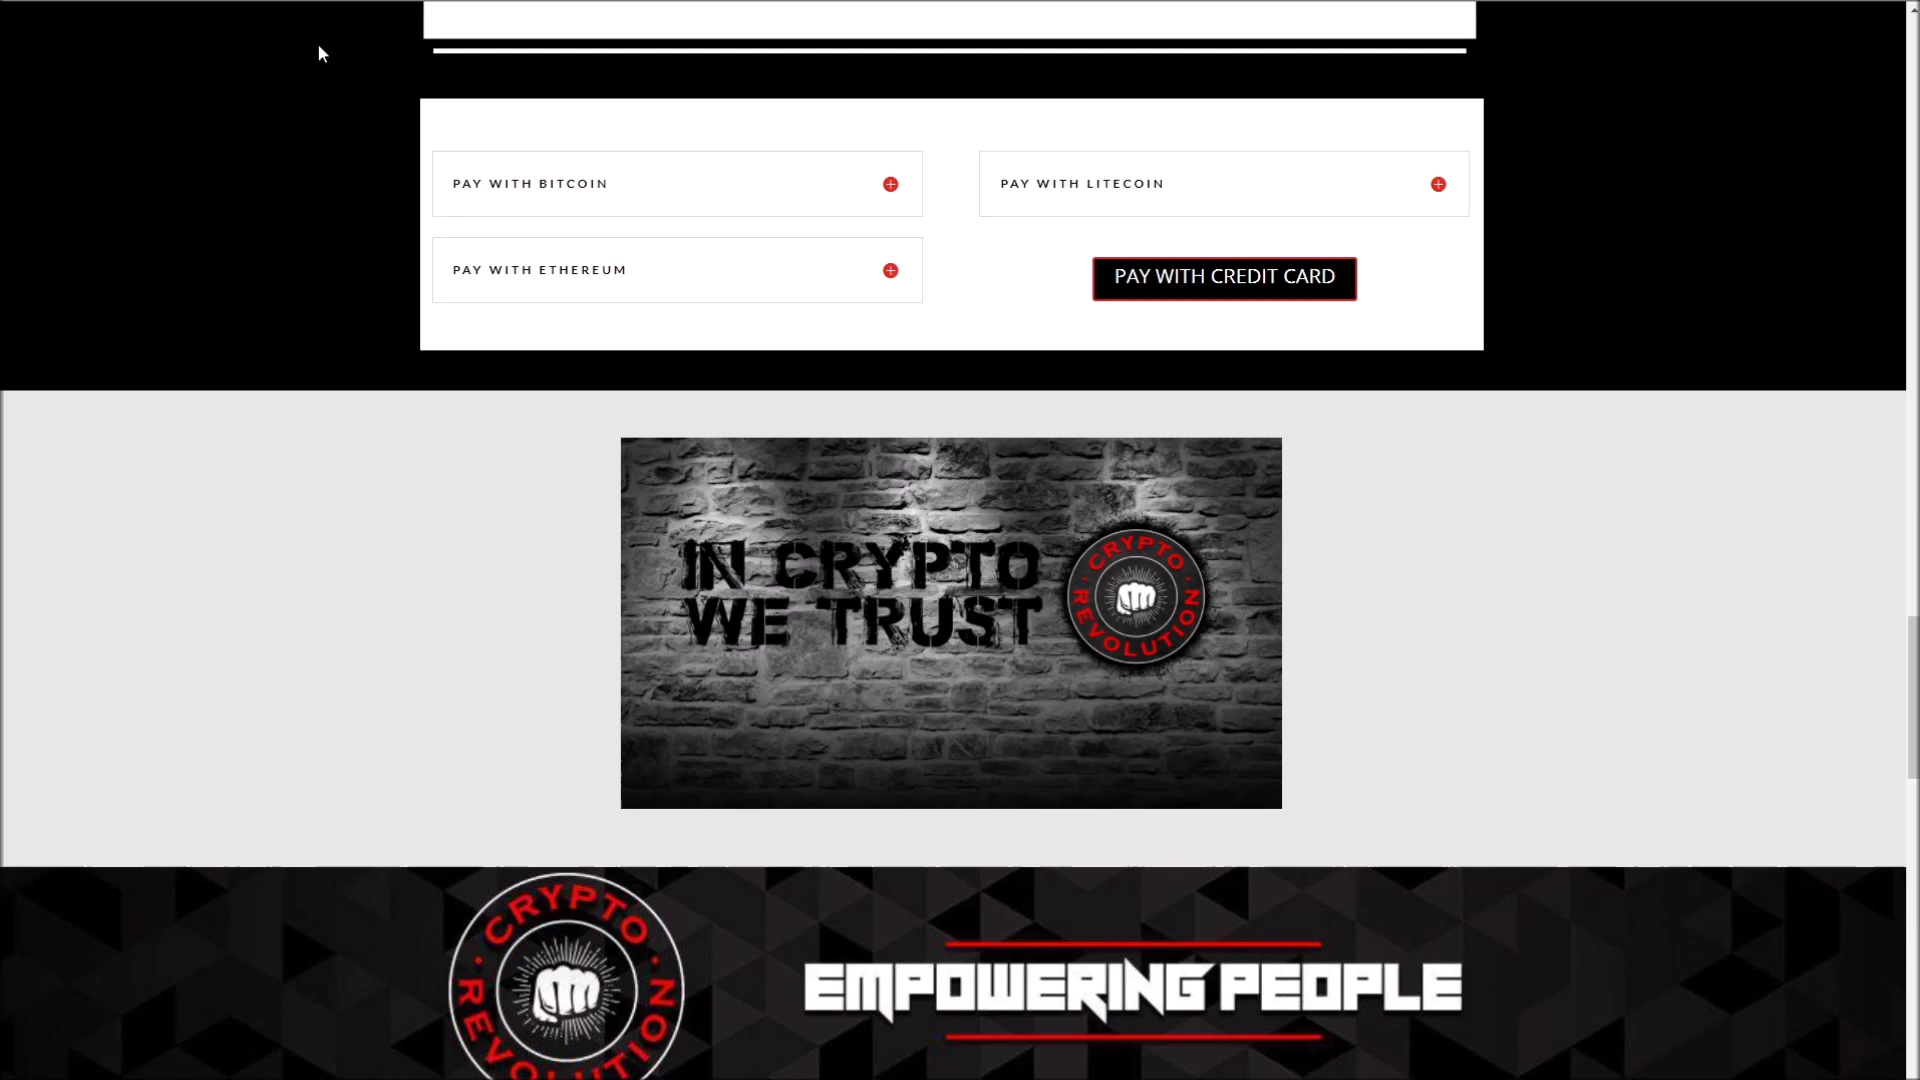 PAY WITH BITCOIN
PAY WITH LITECOIN
PAY WITH ETHEREUM
PAY WITH CREDIT CARD
IN CRYPTO
WE TRUST
CRYPTO
REVOLUTION
CRYPTO
REVOLUTION
EMPOWERING PEOPLE